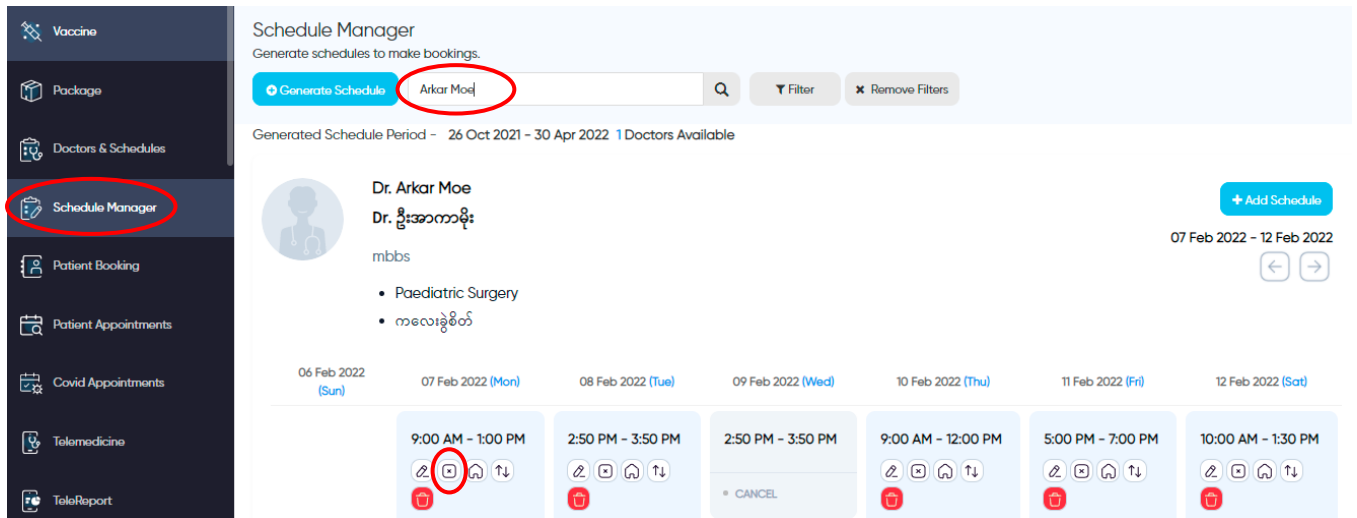 Vaccine
Package
Doctors & Schedules
Schedule Manager
Patient Booking
Patient Appointments
Covid Appointments
Telemedicine
TeleReport
Schedule Manager
Generate schedules to make bookings.
Generate Schedule
Arkar Moe
Filter
Remove Filters
Generated Schedule Period - 26 Oct 2021 - 30 Apr 2022 1 Doctors Available
Dr. Arkar Moe
Dr. ဦးအာကာမိုး
mbbs
• Paediatric Surgery
• ကလေးခွဲစိတ်
+ Add Schedule
07 Feb 2022 - 12 Feb 2022
06 Feb 2022
(Sun)
07 Feb 2022 (Mon)
08 Feb 2022 (Tue)
09 Feb 2022 (Wed)
10 Feb 2022 (Thu)
11 Feb 2022 (Fri)
12 Feb 2022 (Sat)
9:00 AM - 1:00 PM
2:50 PM - 3:50 PM
2:50 PM - 3:50 PM
9:00 AM - 12:00 PM
5:00 PM - 7:00 PM
10:00 AM - 1:30 PM
• CANCEL